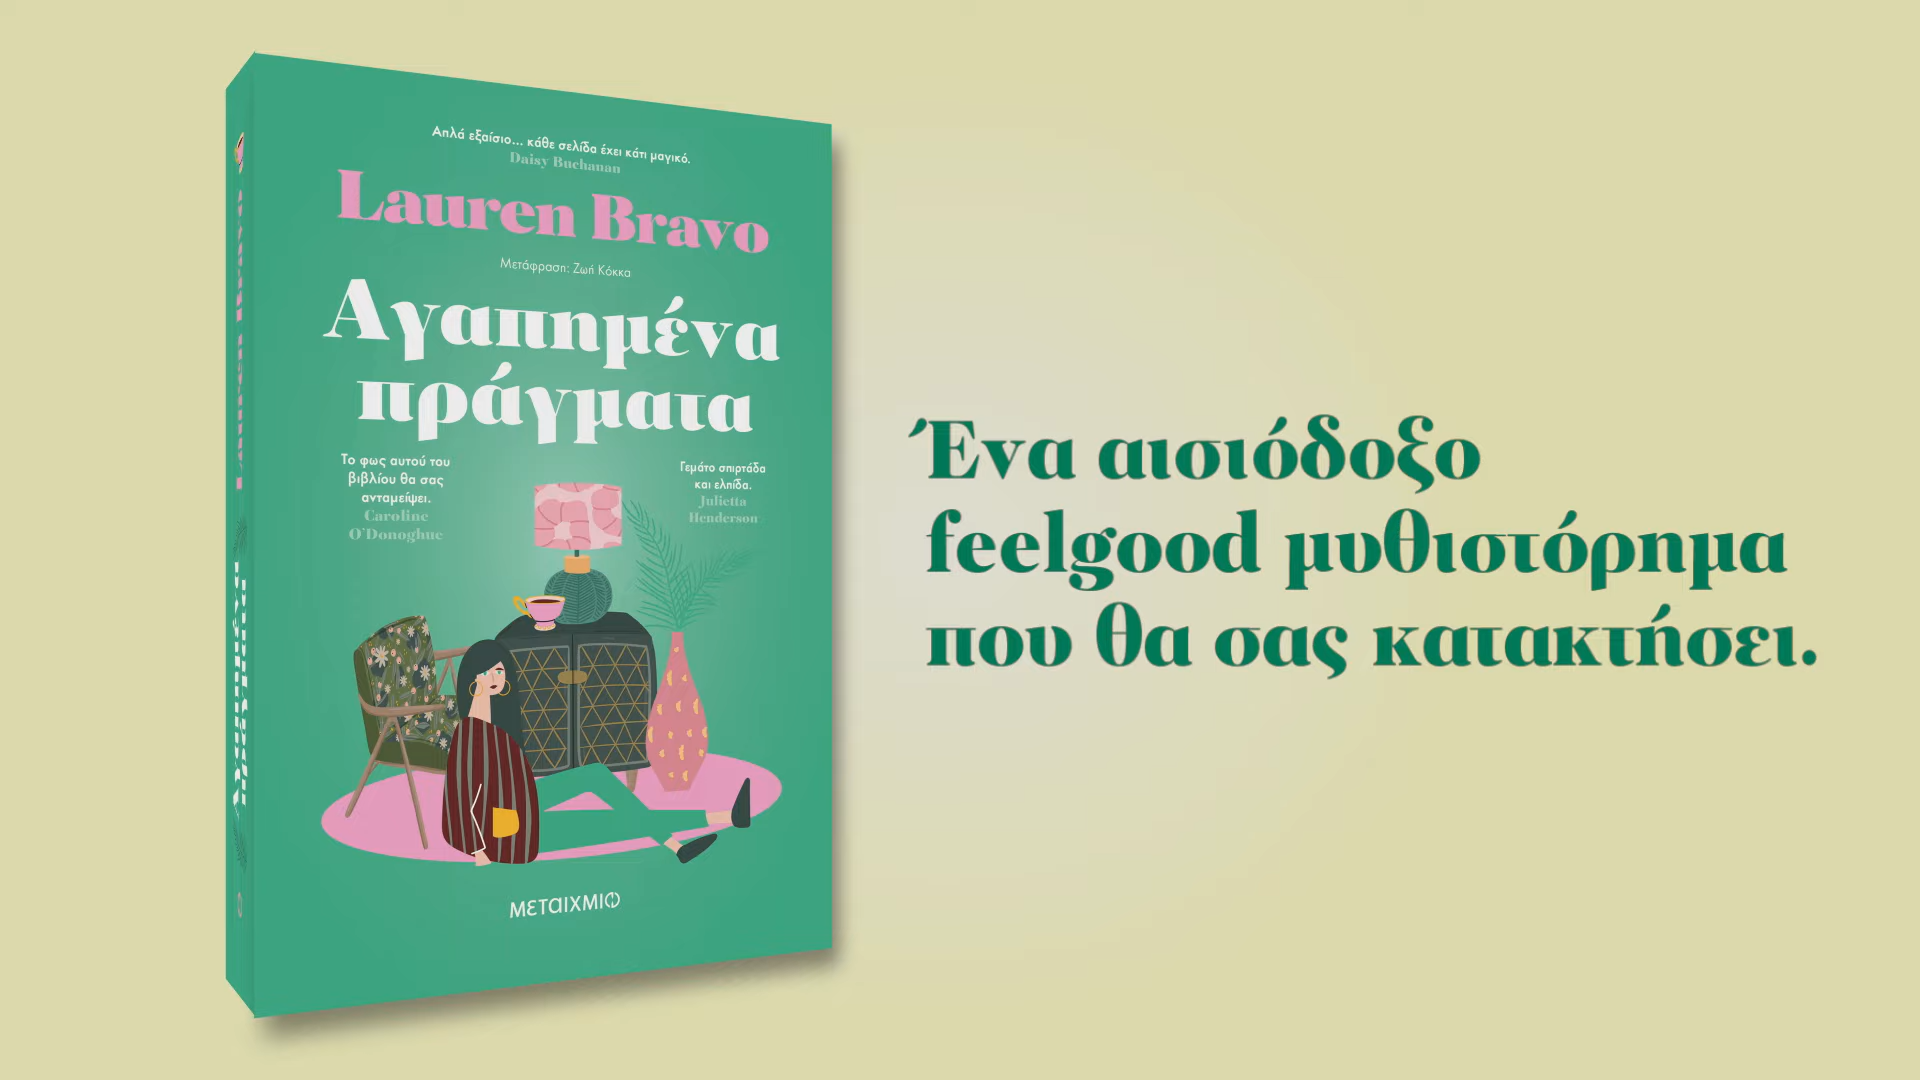 Απλά εξαίσιο... κάθε σελίδα έχει κάτι μαγικό.
Daisy Buchanan
Lauren Bravo
Μετάφραση: Ζωή Κόκκα
Αγαπημένα
πράγματα
Το φως αυτού του
βιβλίου θα σας
ανταμείψει.
Caroline
O'Donoghue
Γεμάτο σπιρτάδα
και ελπίδα.
Julietta
Henderson
ΜΕΤΑΙΧΜΙΟ
Ένα αισιόδοξο
feelgood μυθιστόρημα
που θα σας κατακτήσει.